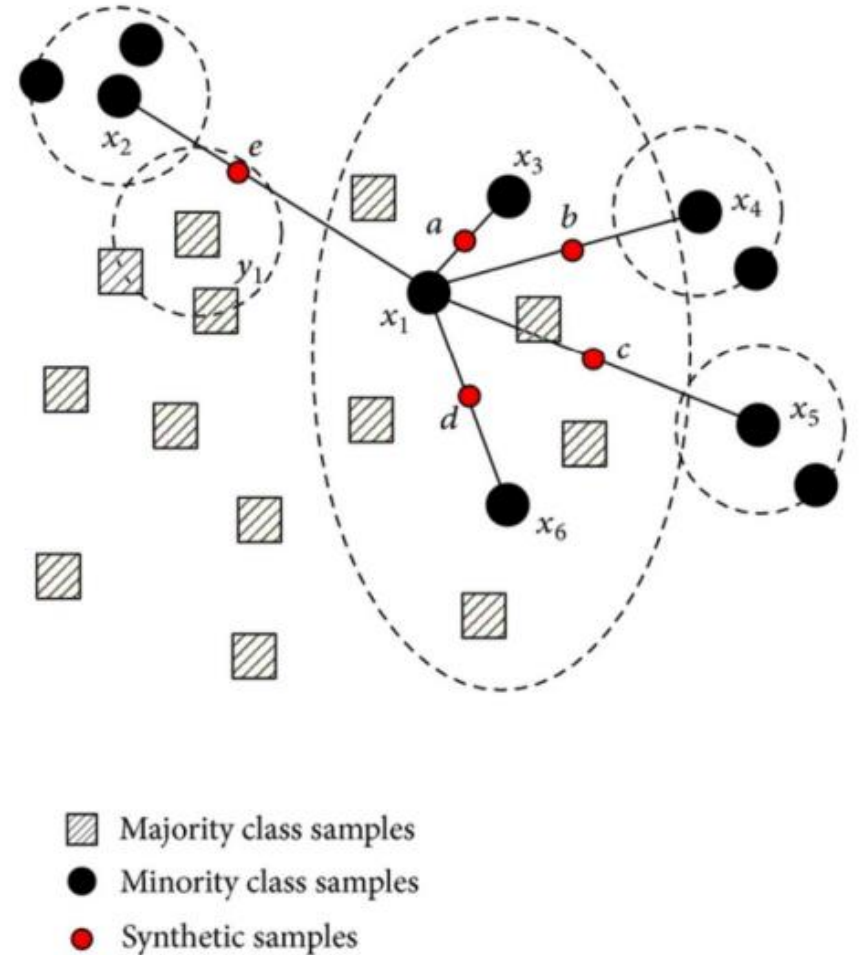 e
x₂
x₃
a
b
x₄
y₁
x₁
c
d
x₅
x₆
Majority class samples
Minority class samples
Synthetic samples